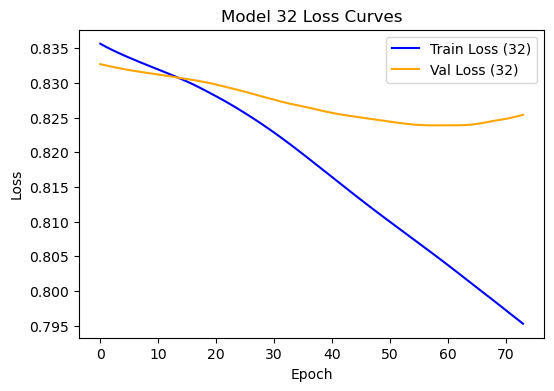 Model 32 Loss Curves
Train Loss (32)
Val Loss (32)
Loss
0.835
0.830
0.825
0.820
0.815
0.810
0.805
0.800
0.795
0 10 20 30 40 50 60 70
Epoch